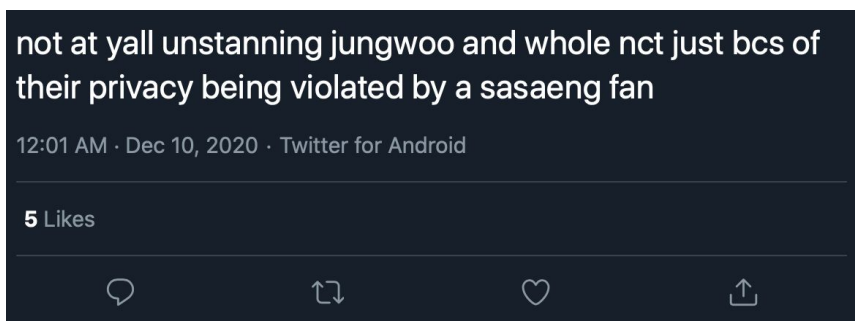 not at yall unstanning jungwoo and whole nct just bcs of
their privacy being violated by a sasaeng fan
12:01 AM · Dec 10, 2020 · Twitter for Android
5 Likes